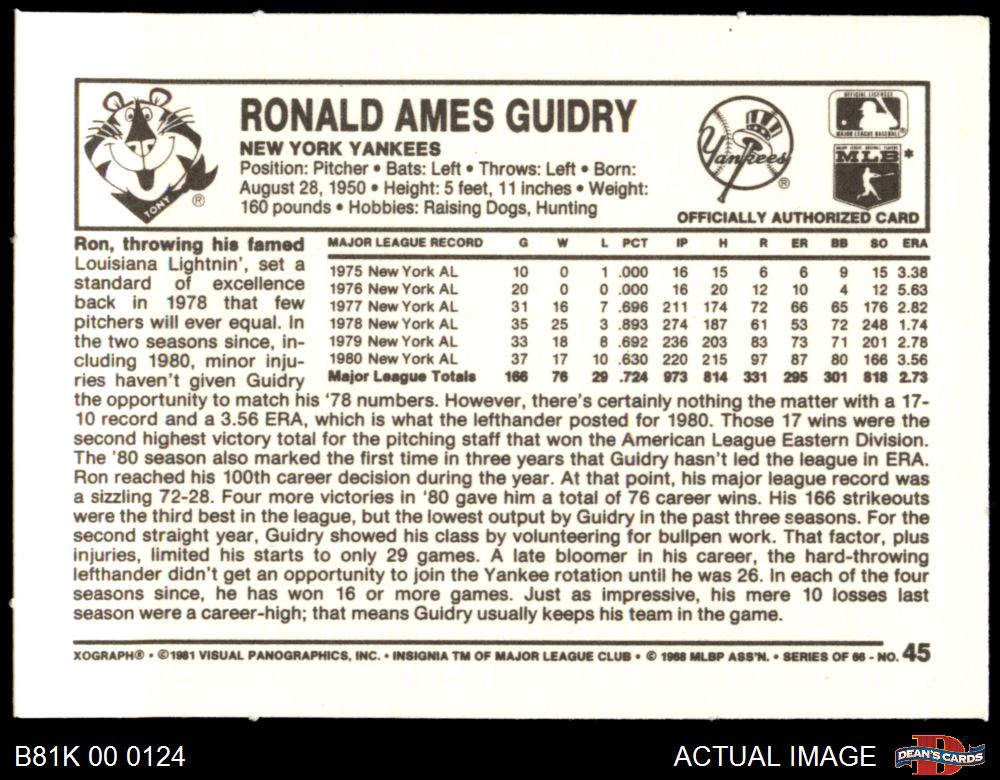 RONALD AMES GUIDRY
NEW YORK YANKEES
Position: Pitcher • Bats: Left • Throws: Left • Born:
August 28, 1950 • Height: 5 feet, 11 inches • Weight:
160 pounds • Hobbies: Raising Dogs, Hunting
TONY ®
Yankees ®
OFFICIAL LICENSEE
MAJOR LEAGUE BASEBALL ®
MAJOR LEAGUE BASEBALL PLAYERS
MLB *
OFFICIALLY AUTHORIZED CARD
MAJOR LEAGUE RECORD G W L PCT IP H R ER BB SO ERA
1975 New York AL 10 0 1 .000 16 15 6 6 9 15 3.38
1976 New York AL 20 0 0 .000 16 20 12 10 4 12 5.63
1977 New York AL 31 16 7 .696 211 174 72 66 65 176 2.82
1978 New York AL 35 25 3 .893 274 187 61 53 72 248 1.74
1979 New York AL 33 18 8 .692 236 203 83 73 71 201 2.78
1980 New York AL 37 17 10 .630 220 215 97 87 80 166 3.56
Major League Totals 166 76 29 .724 973 814 331 295 301 818 2.73
Ron, throwing his famed
Louisiana Lightnin', set a
standard of excellence
back in 1978 that few
pitchers will ever equal. In
the two seasons since, in-
cluding 1980, minor inju-
ries haven't given Guidry
the opportunity to match his '78 numbers. However, there's certainly nothing the matter with a 17-
10 record and a 3.56 ERA, which is what the lefthander posted for 1980. Those 17 wins were the
second highest victory total for the pitching staff that won the American League Eastern Division.
The '80 season also marked the first time in three years that Guidry hasn't led the league in ERA.
Ron reached his 100th career decision during the year. At that point, his major league record was
a sizzling 72-28. Four more victories in '80 gave him a total of 76 career wins. His 166 strikeouts
were the third best in the league, but the lowest output by Guidry in the past three seasons. For the
second straight year, Guidry showed his class by volunteering for bullpen work. That factor, plus
injuries, limited his starts to only 29 games. A late bloomer in his career, the hard-throwing
lefthander didn't get an opportunity to join the Yankee rotation until he was 26. In each of the four
seasons since, he has won 16 or more games. Just as impressive, his mere 10 losses last
season were a career-high; that means Guidry usually keeps his team in the game.
XOGRAPH® • ©1981 VISUAL PANOGRAPHICS, INC. • INSIGNIA TM OF MAJOR LEAGUE CLUB • © 1968 MLBP ASS'N. • SERIES OF 66 - NO. 45
B81K 00 0124
ACTUAL IMAGE
DEAN'S CARDS